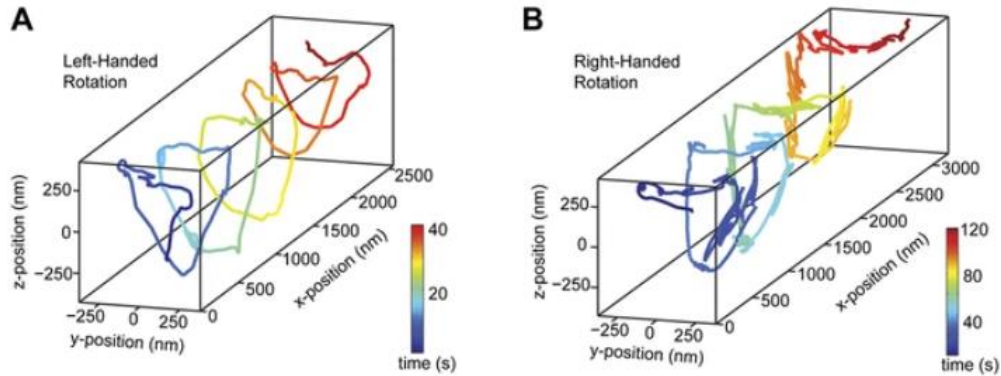 A
Left-Handed
Rotation
z-position (nm)
250
0
−250
−250
0
250
y-position (nm)
0
500
1000
1500
2000
2500
x-position (nm)
40
20
time (s)
B
Right-Handed
Rotation
z-position (nm)
250
0
−250
−250
0
250
y-position (nm)
0
500
1000
1500
2000
2500
3000
x-position (nm)
120
80
40
time (s)